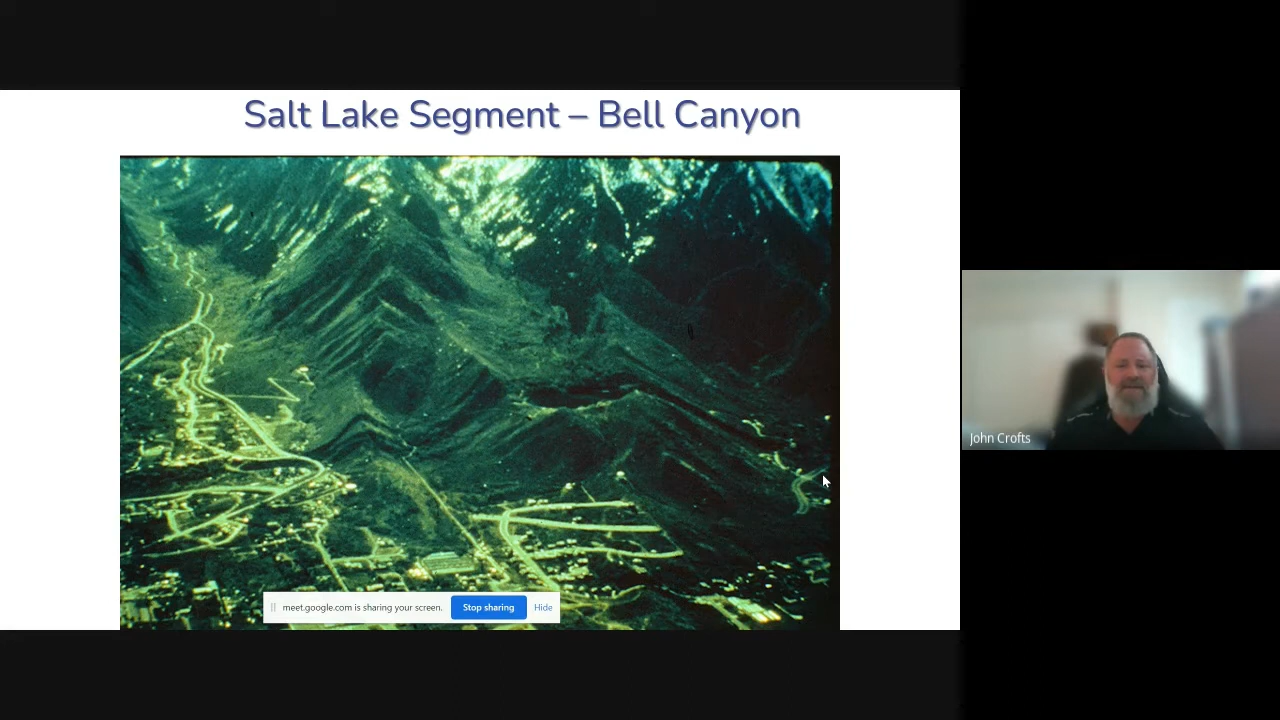 Salt Lake Segment – Bell Canyon
meet.google.com is sharing your screen.
Stop sharing
Hide
John Crofts